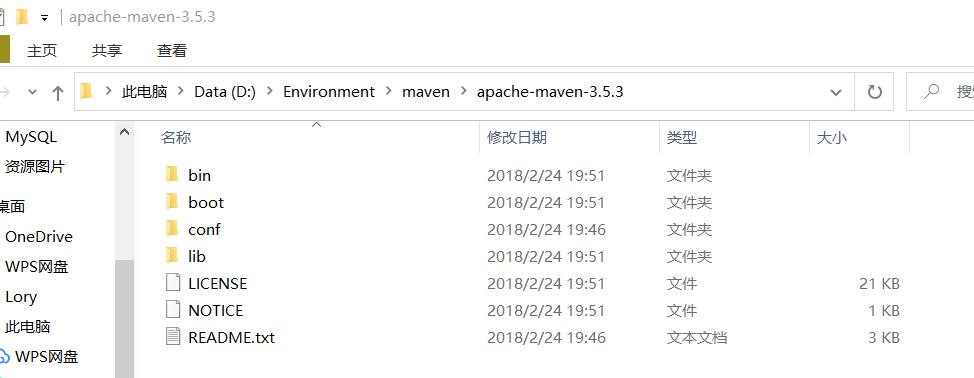 apache-maven-3.5.3
主页 共享 查看
此电脑 Data (D:) Environment maven apache-maven-3.5.3
MySQL
资源图片
桌面
OneDrive
WPS网盘
Lory
此电脑
WPS网盘
名称 修改日期 类型 大小
bin 2018/2/24 19:51 文件夹
boot 2018/2/24 19:51 文件夹
conf 2018/2/24 19:46 文件夹
lib 2018/2/24 19:51 文件夹
LICENSE 2018/2/24 19:51 文件 21 KB
NOTICE 2018/2/24 19:51 文件 1 KB
README.txt 2018/2/24 19:46 文本文档 3 KB